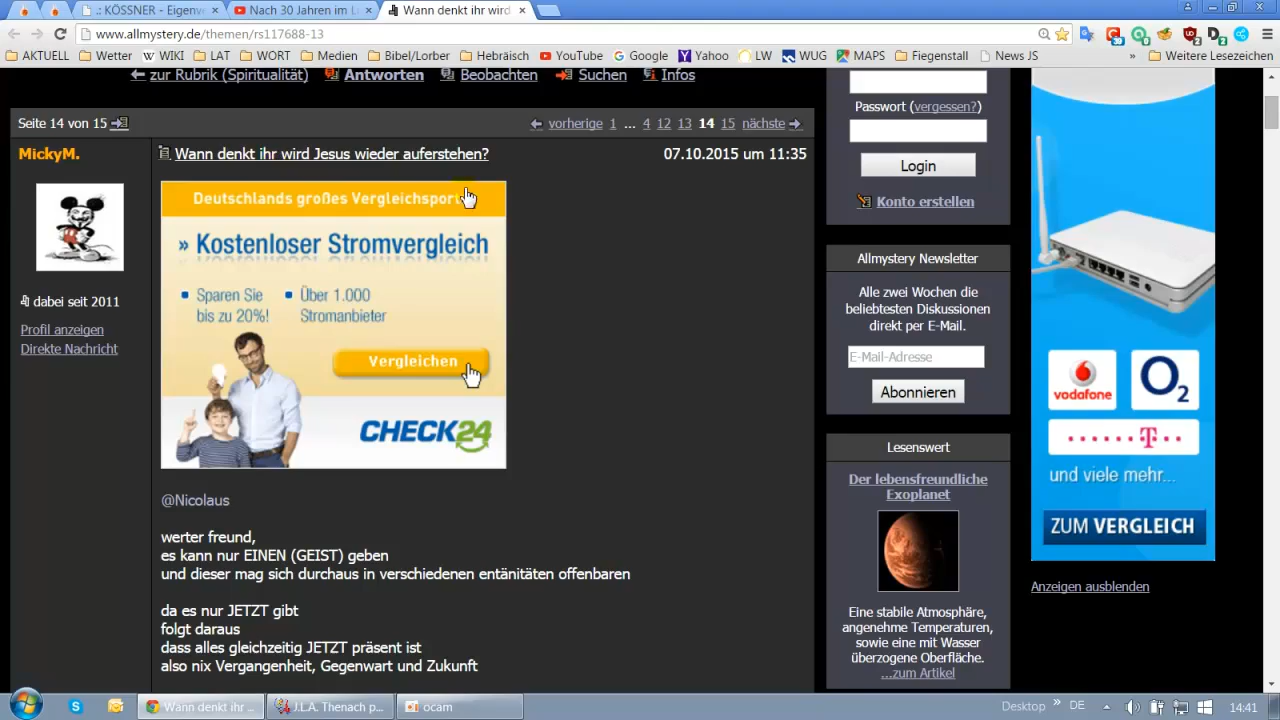 .: KÖSSNER - Eigenv
Nach 30 Jahren im L
Wann denkt ihr wird
www.allmystery.de/themen/rs117688-13
AKTUELL
Wetter
WIKI
LAT
WORT
Medien
Bibel/Lorber
Hebräisch
YouTube
Google
Yahoo
LW
WUG
MAPS
Fiegenstall
News JS
»
Weitere Lesezeichen
zur Rubrik (Spiritualität)
Antworten
Beobachten
Suchen
Infos
Seite 14 von 15
vorherige 1 ... 4 12 13 14 15 nächste
MickyM.
Wann denkt ihr wird Jesus wieder auferstehen?
07.10.2015 um 11:35
dabei seit 2011
Profil anzeigen
Direkte Nachricht
Deutschlands großes Vergleichsport
» Kostenloser Stromvergleich
Sparen Sie
bis zu 20%!
Über 1.000
Stromanbieter
Vergleichen
CHECK24
@Nicolaus
werter freund,
es kann nur EINEN (GEIST) geben
und dieser mag sich durchaus in verschiedenen entänitäten offenbaren
da es nur JETZT gibt
folgt daraus
dass alles gleichzeitig JETZT präsent ist
also nix Vergangenheit, Gegenwart und Zukunft
Passwort (vergessen?)
Login
Konto erstellen
Allmystery Newsletter
Alle zwei Wochen die
beliebtesten Diskussionen
direkt per E-Mail.
E-Mail-Adresse
Abonnieren
Lesenswert
Der lebensfreundliche
Exoplanet
Eine stabile Atmosphäre,
angenehme Temperaturen,
sowie eine mit Wasser
überzogene Oberfläche.
...zum Artikel
vodafone
O2
T
und viele mehr...
ZUM VERGLEICH
Anzeigen ausblenden
Wann denkt ihr ...
J.L.A. Thenach p...
ocam
Desktop
»
DE
14:41